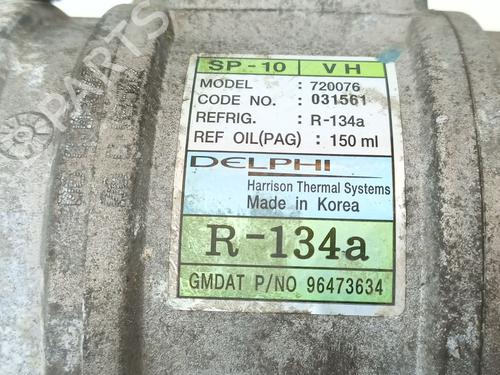 SP-10 VH
MODEL : 720076
CODE NO. : 031561
REFRIG. : R-134a
REF OIL(PAG) : 150 ml
DELPHI
Harrison Thermal Systems
Made in Korea
R-134a
GMDAT P/NO 96473634